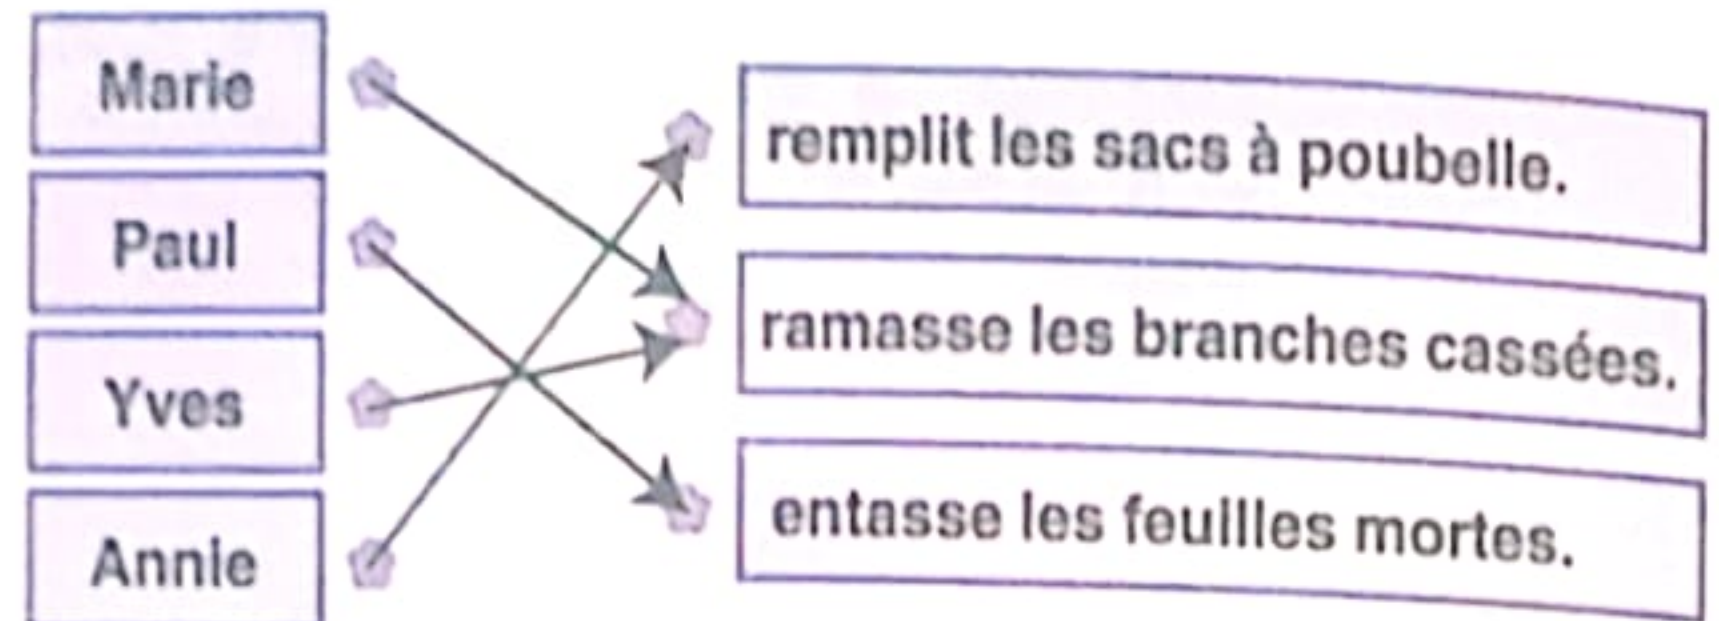 Marie
remplit les sacs à poubelle.
Paul
ramasse les branches cassées.
Yves
entasse les feuilles mortes.
Annie